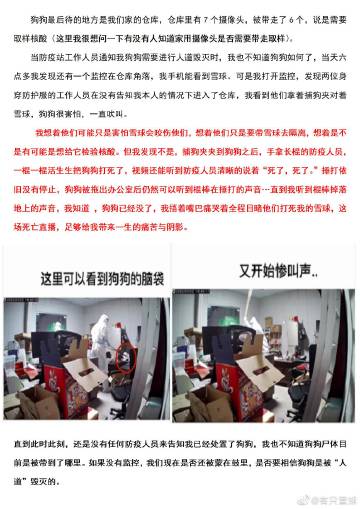 狗狗最后待的地方是我们家的仓库，仓库里有 7 个摄像头，被带走了 6 个，说是需要
取样核酸（这里我很想问一下有没有人知道家用摄像头是否需要带走取样）。
当防疫站工作人员通知我狗狗需要进行人道毁灭时，我也不知道狗狗如何了，当天六
点多我发现还有一个监控在仓库角落，我手机能看到雪球。可是我打开监控，发现两位身
穿防护服的工作人员在没有告知我本人的情况下进入了仓库，我看到他们拿着捕狗夹对着
雪球，狗狗很害怕，一直吠叫。
我想着他们可能只是害怕雪球会咬伤他们，想着他们只是要带雪球去隔离，想着是不
是有可能是想给它检验核酸。但我发现不是，捕狗夹夹到狗狗之后，手拿长棍的防疫人员，
一棍一棍活生生把狗狗打死了，视频还能听到防疫人员清晰的说着“死了，死了。”捶打依
旧没有停止，狗狗被拖出办公室后仍然可以听到棍棒在捶打的声音…直到我听到棍棒掉落
地上的声音，我知道 ，狗狗已经没了，我捂着嘴巴痛哭着全程目睹他们打死我的雪球，这
场死亡直播，足够给我带来一生的痛苦与阴影。
这里可以看到狗狗的脑袋
又开始惨叫声..
直到此时此刻，还是没有任何防疫人员来告知我已经处置了狗狗，我也不知道狗狗尸体目
前是被带到了哪里。如果没有监控，我们现在是否还被蒙在鼓里，是否要相信狗狗是被“人
道”毁灭的。